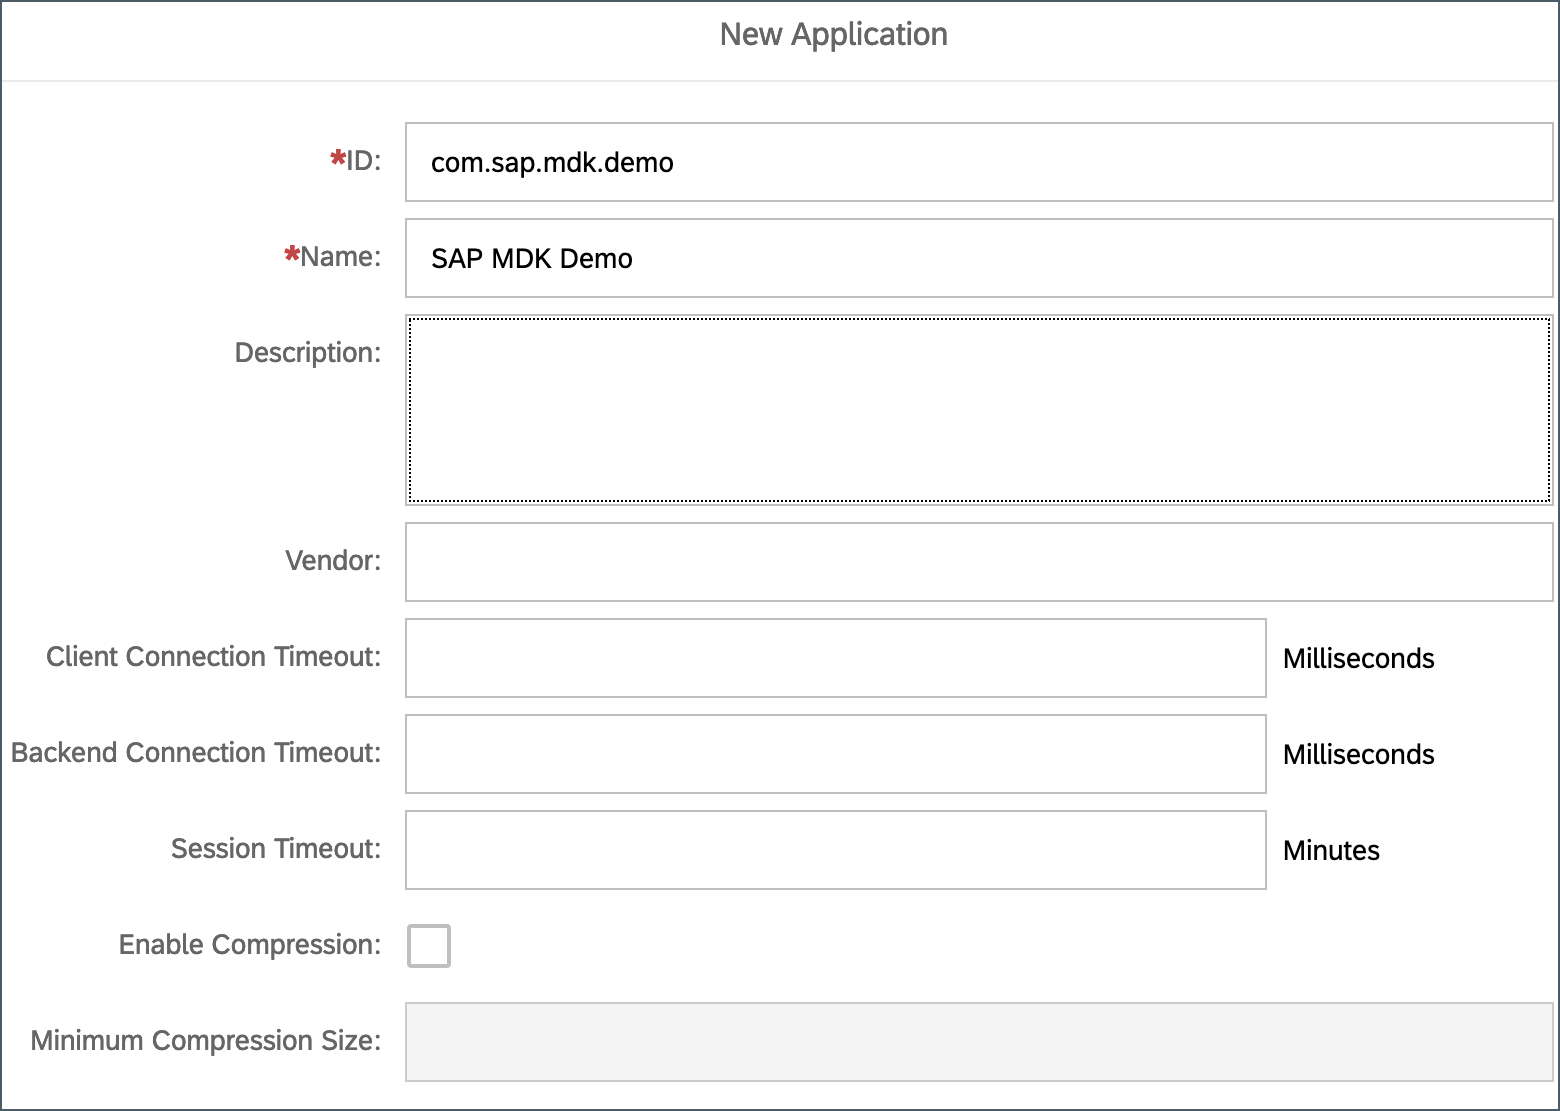 New Application
*ID: com.sap.mdk.demo
*Name: SAP MDK Demo
Description:
Vendor:
Client Connection Timeout: Milliseconds
Backend Connection Timeout: Milliseconds
Session Timeout: Minutes
Enable Compression:
Minimum Compression Size: